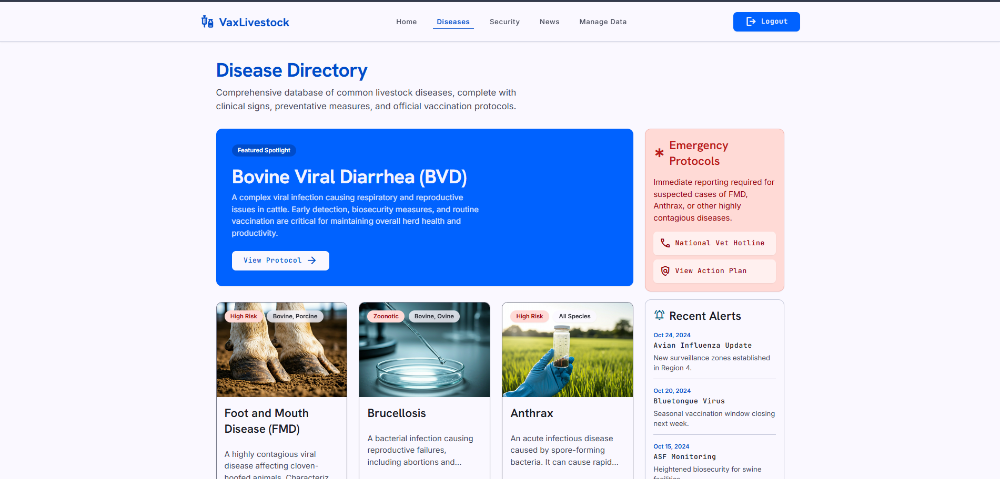 VaxLivestock
Home
Diseases
Security
News
Manage Data
Logout
Disease Directory
Comprehensive database of common livestock diseases, complete with
clinical signs, preventative measures, and official vaccination protocols.
Featured Spotlight
Bovine Viral Diarrhea (BVD)
A complex viral infection causing respiratory and reproductive
issues in cattle. Early detection, biosecurity measures, and routine
vaccination are critical for maintaining overall herd health and
productivity.
View Protocol
Emergency
Protocols
Immediate reporting required for
suspected cases of FMD,
Anthrax, or other highly
contagious diseases.
National Vet Hotline
View Action Plan
High Risk
Bovine, Porcine
Foot and Mouth
Disease (FMD)
A highly contagious viral
disease affecting cloven-
hoofed animals. Characteriz
Zoonotic
Bovine, Ovine
Brucellosis
A bacterial infection causing
reproductive failures,
including abortions and...
High Risk
All Species
Anthrax
An acute infectious disease
caused by spore-forming
bacteria. It can cause rapid...
Recent Alerts
Oct 24, 2024
Avian Influenza Update
New surveillance zones established
in Region 4.
Oct 20, 2024
Bluetongue Virus
Seasonal vaccination window closing
next week.
Oct 15, 2024
ASF Monitoring
Heightened biosecurity for swine
facilities.